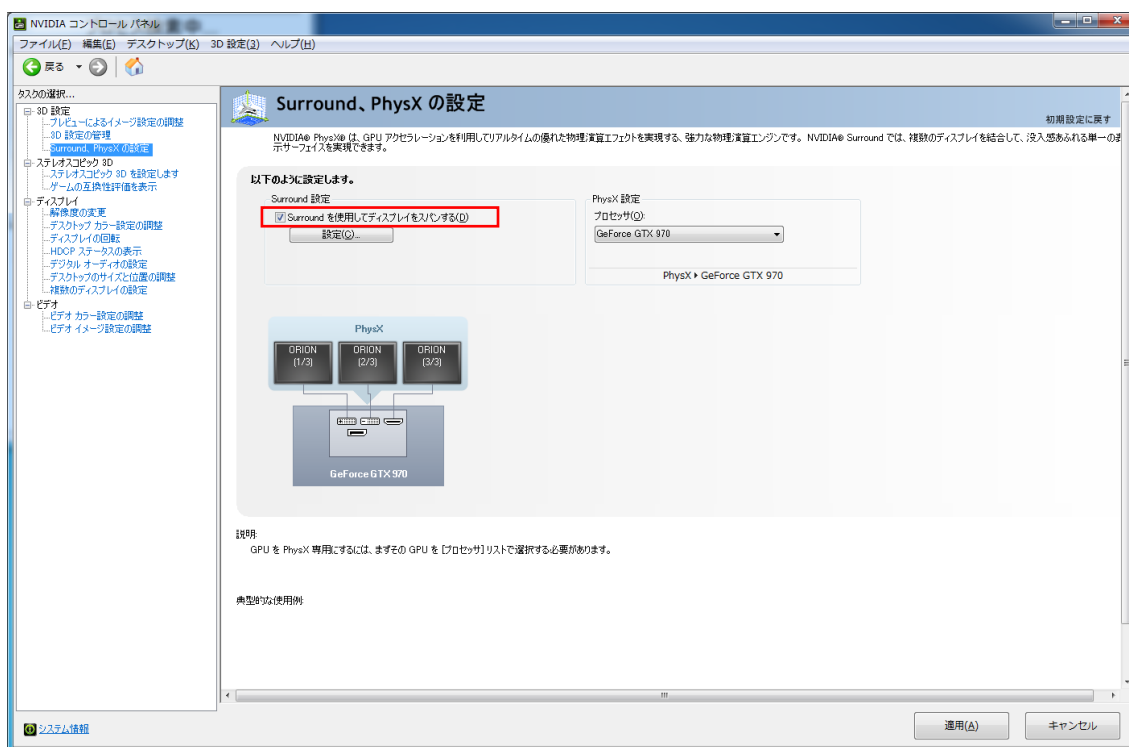 NVIDIA コントロール パネル
ファイル(F) 編集(E) デスクトップ(K) 3D 設定(3) ヘルプ(H)
戻る
タスクの選択...
3D 設定
プレビューによるイメージ設定の調整
3D 設定の管理
Surround、PhysX の設定
ステレオスコピック 3D
ステレオスコピック 3D を設定します
ゲームの互換性評価を表示
ディスプレイ
解像度の変更
デスクトップ カラー設定の調整
ディスプレイの回転
HDCP ステータスの表示
デジタル オーディオの設定
デスクトップのサイズと位置の調整
複数のディスプレイの設定
ビデオ
ビデオ カラー設定の調整
ビデオ イメージ設定の調整
システム情報
Surround、PhysX の設定
初期設定に戻す
NVIDIA® PhysX® は、GPU アクセラレーションを利用してリアルタイムの優れた物理演算エフェクトを実現する、強力な物理演算エンジンです。 NVIDIA® Surround では、複数のディスプレイを結合して、没入感あふれる単一の表
示サーフェイスを実現できます。
以下のように設定します。
Surround 設定
Surround を使用してディスプレイをスパンする(D)
設定(C)...
PhysX 設定
プロセッサ(O):
GeForce GTX 970
PhysX ▸ GeForce GTX 970
PhysX
ORION ORION ORION
(1/3) (2/3) (3/3)
GeForce GTX 970
説明:
GPU を PhysX 専用にするには、まずその GPU を [プロセッサ] リストで選択する必要があります。
典型的な使用例:
適用(A) キャンセル